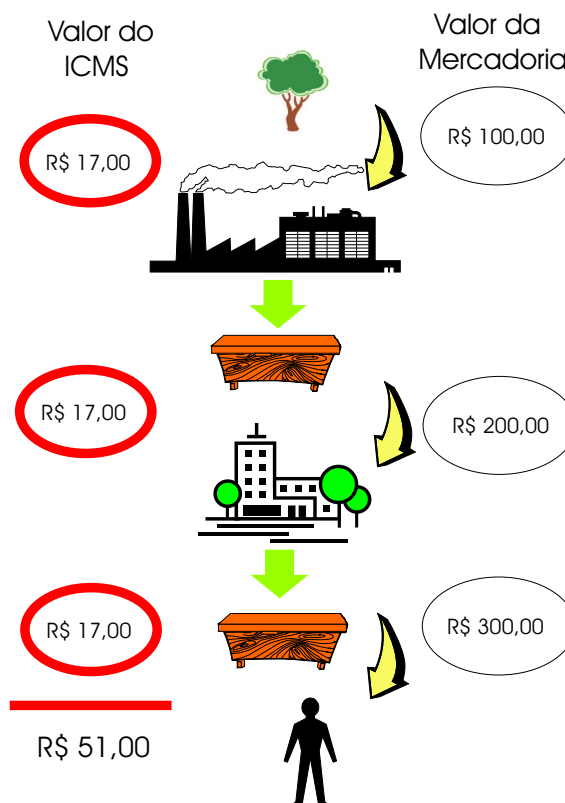 Valor do
ICMS
Valor da
Mercadoria
R$ 17,00
R$ 100,00
R$ 17,00
R$ 200,00
R$ 17,00
R$ 300,00
R$ 51,00